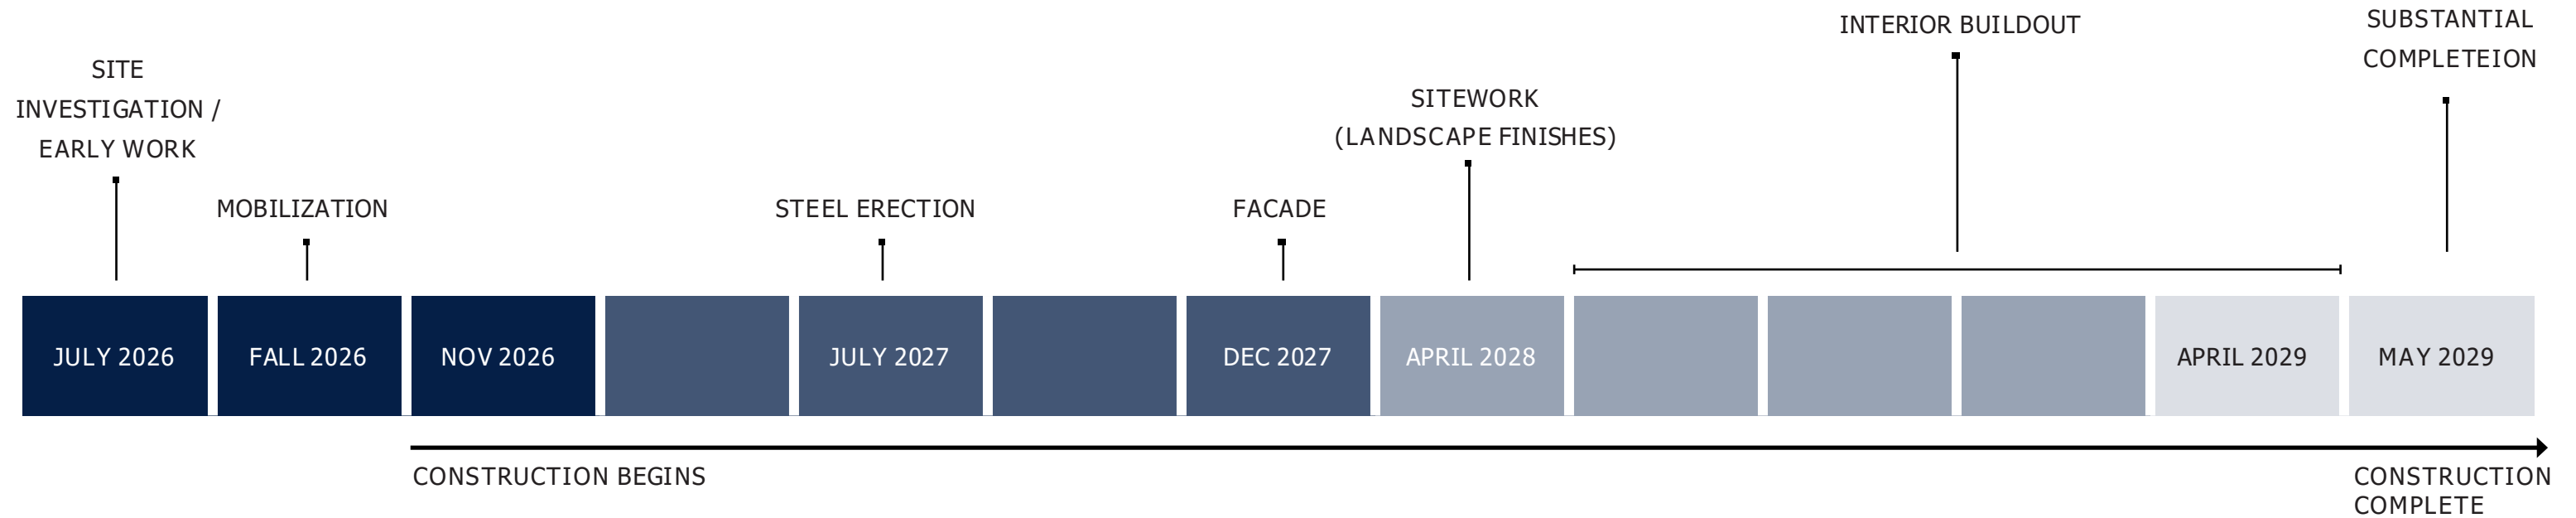 SITE
INVESTIGATION /
EARLY WORK
MOBILIZATION
STEEL ERECTION
FACADE
SITEWORK
(LANDSCAPE FINISHES)
INTERIOR BUILDOUT
SUBSTANTIAL
COMPLETEION
JULY 2026
FALL 2026
NOV 2026
JULY 2027
DEC 2027
APRIL 2028
APRIL 2029
MAY 2029
CONSTRUCTION BEGINS
CONSTRUCTION
COMPLETE